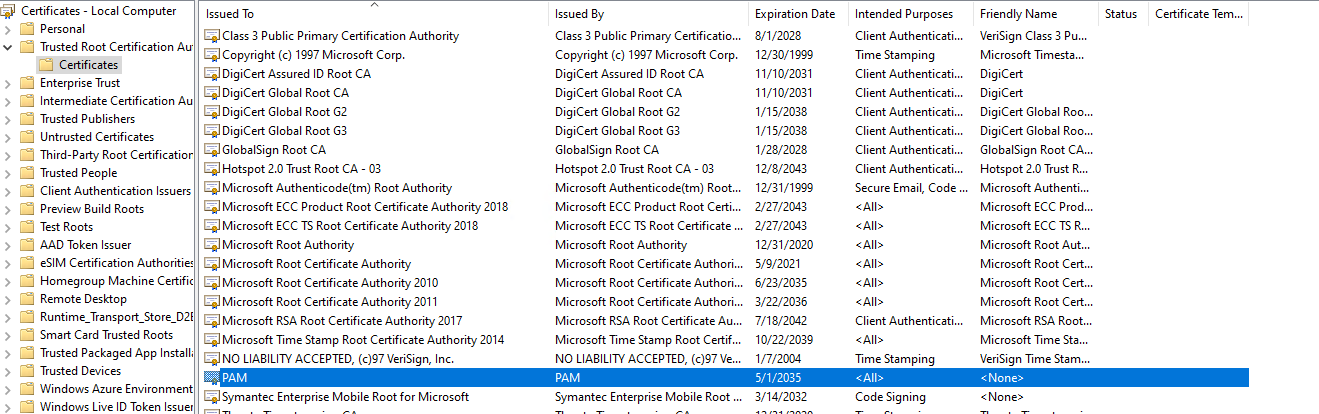 Certificates - Local Computer
Personal
Trusted Root Certification Au
Certificates
Enterprise Trust
Intermediate Certification Au
Trusted Publishers
Untrusted Certificates
Third-Party Root Certification
Trusted People
Client Authentication Issuers
Preview Build Roots
Test Roots
AAD Token Issuer
eSIM Certification Authorities
Homegroup Machine Certific
Remote Desktop
Runtime_Transport_Store_D2E
Smart Card Trusted Roots
Trusted Packaged App Installa
Trusted Devices
Windows Azure Environment
Windows Live ID Token Issuer
Issued To Issued By Expiration Date Intended Purposes Friendly Name Status Certificate Tem...
Class 3 Public Primary Certification Authority Class 3 Public Primary Certificatio... 8/1/2028 Client Authenticati... VeriSign Class 3 Pu...
Copyright (c) 1997 Microsoft Corp. Copyright (c) 1997 Microsoft Corp. 12/30/1999 Time Stamping Microsoft Timesta...
DigiCert Assured ID Root CA DigiCert Assured ID Root CA 11/10/2031 Client Authenticati... DigiCert
DigiCert Global Root CA DigiCert Global Root CA 11/10/2031 Client Authenticati... DigiCert
DigiCert Global Root G2 DigiCert Global Root G2 1/15/2038 Client Authenticati... DigiCert Global Roo...
DigiCert Global Root G3 DigiCert Global Root G3 1/15/2038 Client Authenticati... DigiCert Global Roo...
GlobalSign Root CA GlobalSign Root CA 1/28/2028 Client Authenticati... GlobalSign Root CA...
Hotspot 2.0 Trust Root CA - 03 Hotspot 2.0 Trust Root CA - 03 12/8/2043 Client Authenticati... Hotspot 2.0 Trust R...
Microsoft Authenticode(tm) Root Authority Microsoft Authenticode(tm) Root... 12/31/1999 Secure Email, Code ... Microsoft Authenti...
Microsoft ECC Product Root Certificate Authority 2018 Microsoft ECC Product Root Cert... 2/27/2043 <All> Microsoft ECC Prod...
Microsoft ECC TS Root Certificate Authority 2018 Microsoft ECC TS Root Certificate ... 2/27/2043 <All> Microsoft ECC TS R...
Microsoft Root Authority Microsoft Root Authority 12/31/2020 <All> Microsoft Root Aut...
Microsoft Root Certificate Authority Microsoft Root Certificate Authori... 5/9/2021 <All> Microsoft Root Cert...
Microsoft Root Certificate Authority 2010 Microsoft Root Certificate Authori... 6/23/2035 <All> Microsoft Root Cert...
Microsoft Root Certificate Authority 2011 Microsoft Root Certificate Authori... 3/22/2036 <All> Microsoft Root Cert...
Microsoft RSA Root Certificate Authority 2017 Microsoft RSA Root Certificate Au... 7/18/2042 Client Authenticati... Microsoft RSA Root...
Microsoft Time Stamp Root Certificate Authority 2014 Microsoft Time Stamp Root Certif... 10/22/2039 <All> Microsoft Time Sta...
NO LIABILITY ACCEPTED, (c)97 VeriSign, Inc. NO LIABILITY ACCEPTED, (c)97 Ve... 1/7/2004 Time Stamping VeriSign Time Stam...
PAM PAM 5/1/2035 <All> <None>
Symantec Enterprise Mobile Root for Microsoft Symantec Enterprise Mobile Root ... 3/14/2032 Code Signing <None>